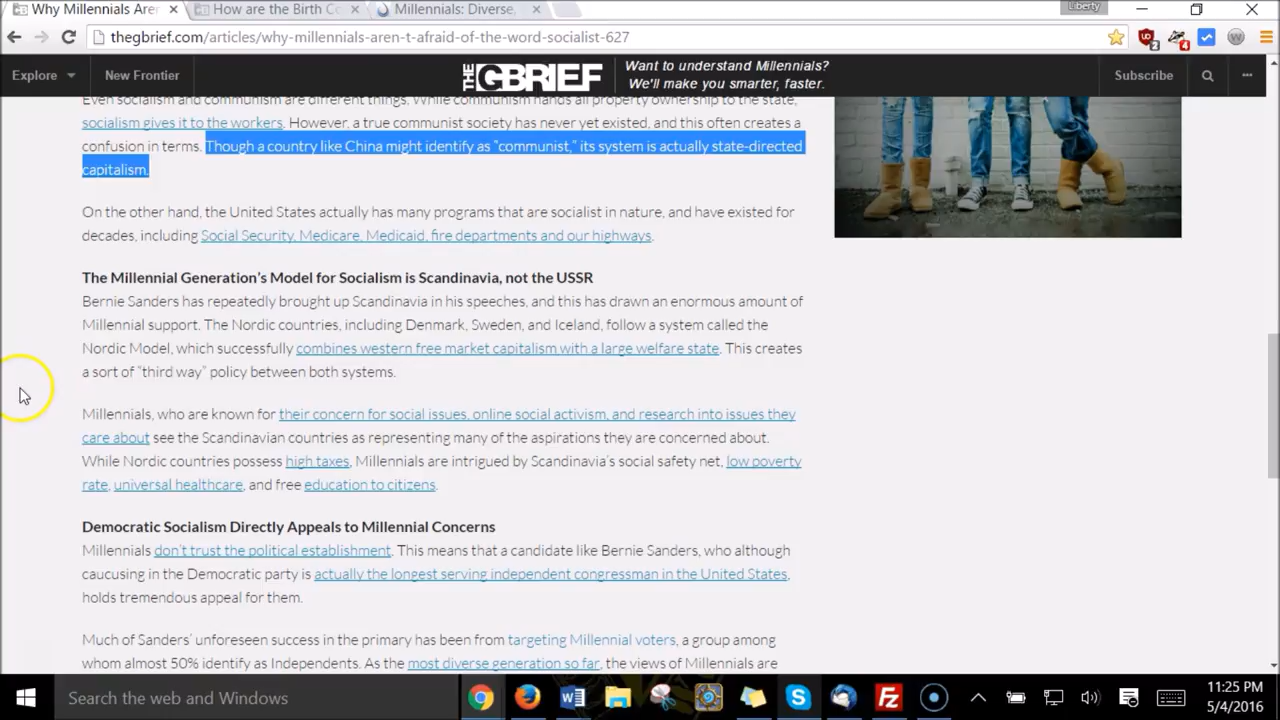 Why Millennials Aren
How are the Birth Co
Millennials: Diverse,
Liberty
thegbrief.com/articles/why-millennials-aren-t-afraid-of-the-word-socialist-627
2
4
Explore
New Frontier
THE GBRIEF
Want to understand Millennials?
We'll make you smarter, faster.
Subscribe
Even socialism and communism are different things. While communism hands all property ownership to the state,
socialism gives it to the workers. However, a true communist society has never yet existed, and this often creates a
confusion in terms. Though a country like China might identify as "communist," its system is actually state-directed
capitalism.
On the other hand, the United States actually has many programs that are socialist in nature, and have existed for
decades, including Social Security, Medicare, Medicaid, fire departments and our highways.
The Millennial Generation's Model for Socialism is Scandinavia, not the USSR
Bernie Sanders has repeatedly brought up Scandinavia in his speeches, and this has drawn an enormous amount of
Millennial support. The Nordic countries, including Denmark, Sweden, and Iceland, follow a system called the
Nordic Model, which successfully combines western free market capitalism with a large welfare state. This creates
a sort of "third way" policy between both systems.
Millennials, who are known for their concern for social issues, online social activism, and research into issues they
care about see the Scandinavian countries as representing many of the aspirations they are concerned about.
While Nordic countries possess high taxes, Millennials are intrigued by Scandinavia's social safety net, low poverty
rate, universal healthcare, and free education to citizens.
Democratic Socialism Directly Appeals to Millennial Concerns
Millennials don't trust the political establishment. This means that a candidate like Bernie Sanders, who although
caucusing in the Democratic party is actually the longest serving independent congressman in the United States,
holds tremendous appeal for them.
Much of Sanders' unforeseen success in the primary has been from targeting Millennial voters, a group among
whom almost 50% identify as Independents. As the most diverse generation so far, the views of Millennials are
Search the web and Windows
11:25 PM
5/4/2016